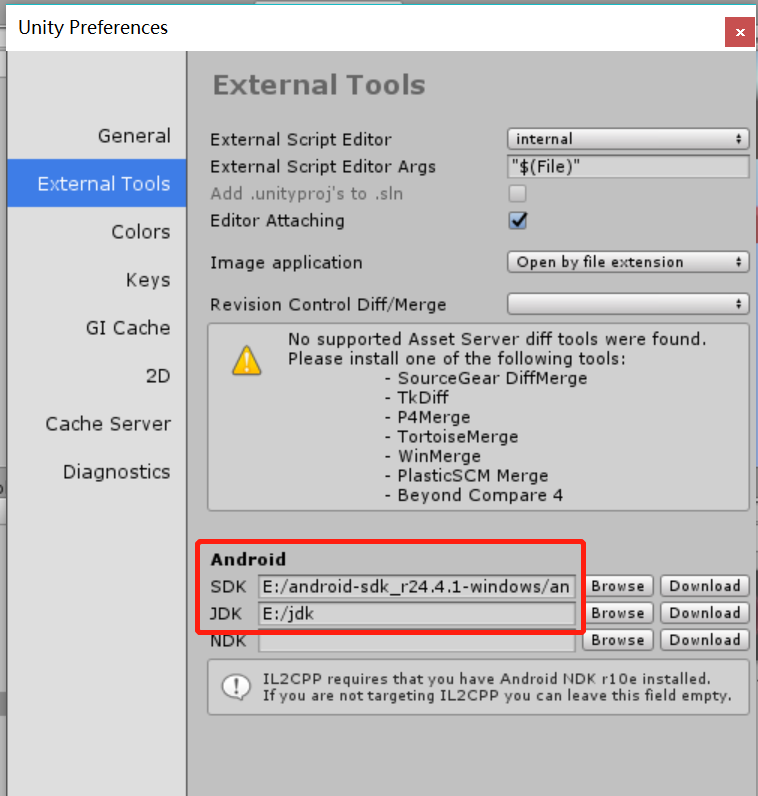 Unity Preferences
×
External Tools
General
External Tools
Colors
Keys
GI Cache
2D
Cache Server
Diagnostics
External Script Editor
internal
External Script Editor Args
"$(File)"
Add .unityproj's to .sln
Editor Attaching
Image application
Open by file extension
Revision Control Diff/Merge
No supported Asset Server diff tools were found.
Please install one of the following tools:
- SourceGear DiffMerge
- TkDiff
- P4Merge
- TortoiseMerge
- WinMerge
- PlasticSCM Merge
- Beyond Compare 4
Android
SDK E:/android-sdk_r24.4.1-windows/an Browse Download
JDK E:/jdk Browse Download
NDK Browse Download
IL2CPP requires that you have Android NDK r10e installed.
If you are not targeting IL2CPP you can leave this field empty.